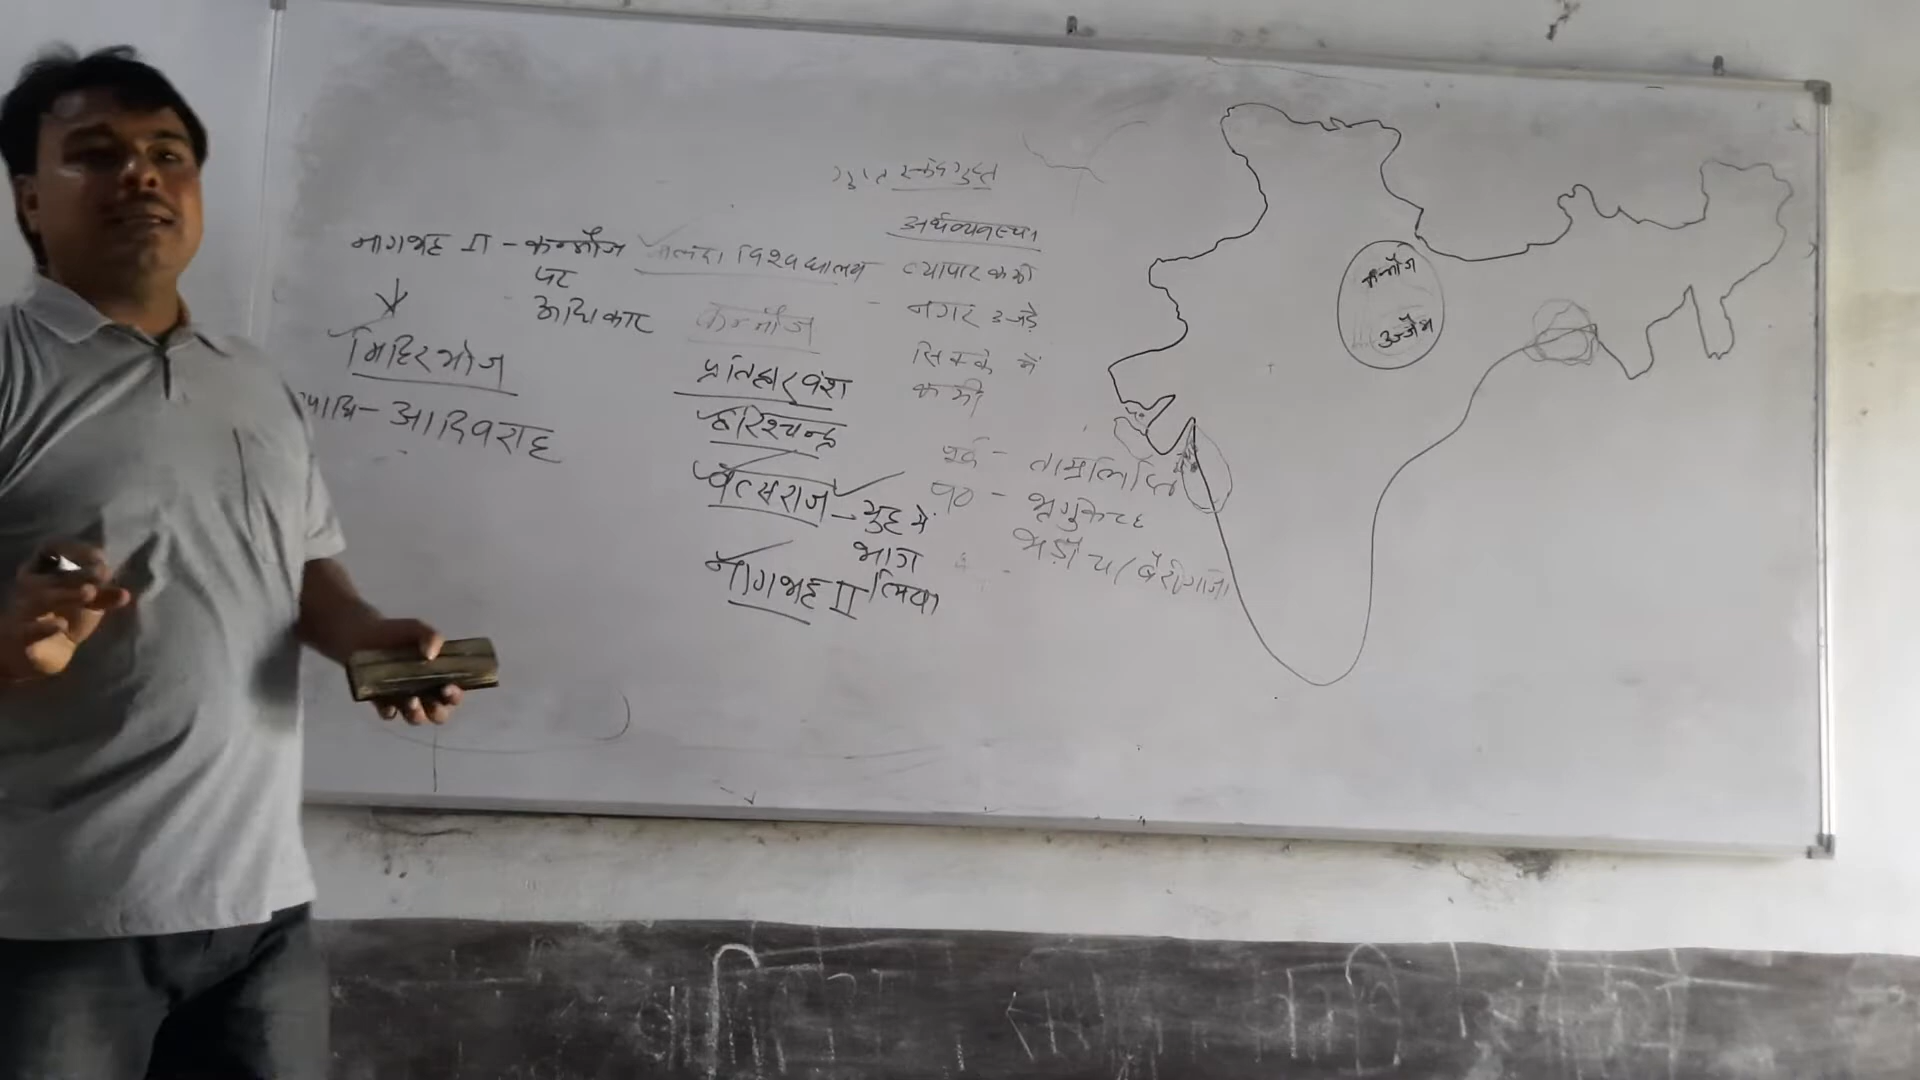 गुप्त स्कंदगुप्त
अर्थव्यवस्था
व्यापार कमी
नगर उजड़े
सिक्के में
कमी
पूर्व - ताम्रलिप्ति
प० - भृगुकच्छ
भड़ौच / बैरीगाजा
नागभट्ट II - कन्नौज
पर
अधिकार
मिहिरभोज
उपाधि - आदिवराह
नालंदा विश्वविद्यालय
कन्नौज
प्रतिहार वंश
हरिश्चन्द्र
वत्सराज - युद्ध में
भाग
लिया
नागभट्ट II
कन्नौज
उज्जैन